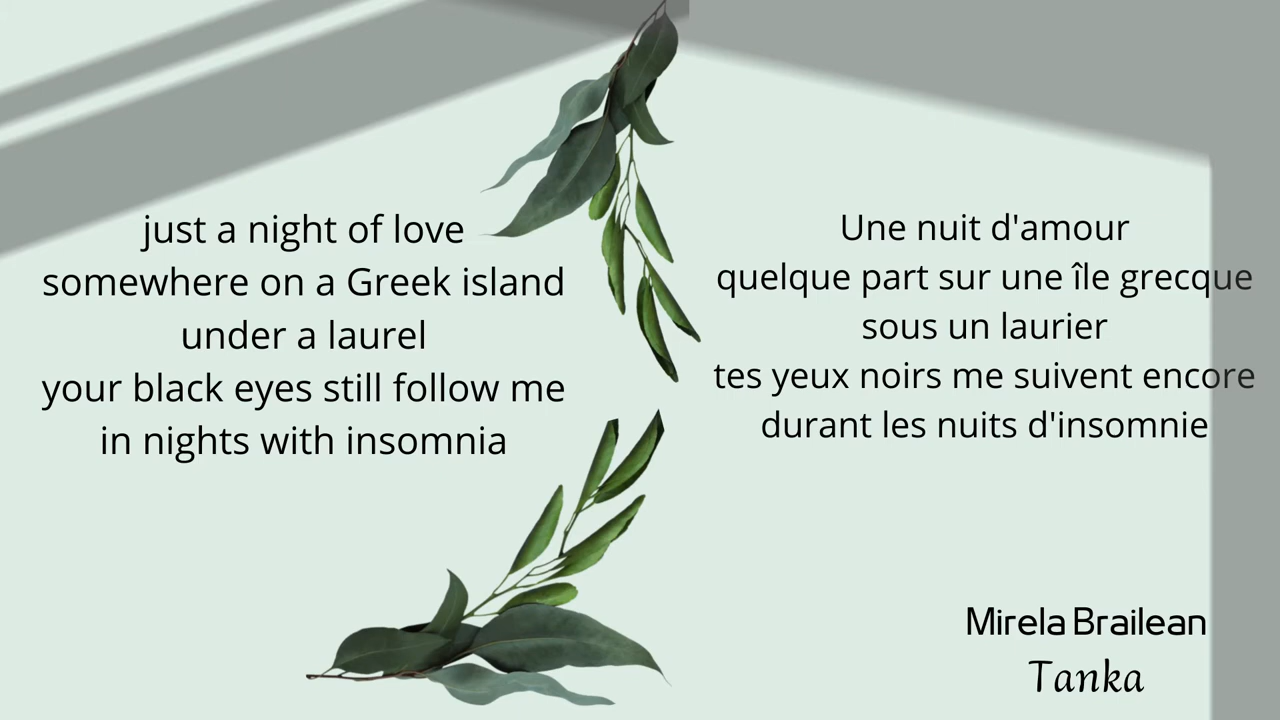 just a night of love
somewhere on a Greek island
under a laurel
your black eyes still follow me
in nights with insomnia
Une nuit d'amour
quelque part sur une île grecque
sous un laurier
tes yeux noirs me suivent encore
durant les nuits d'insomnie
Mirela Brailean
Tanka